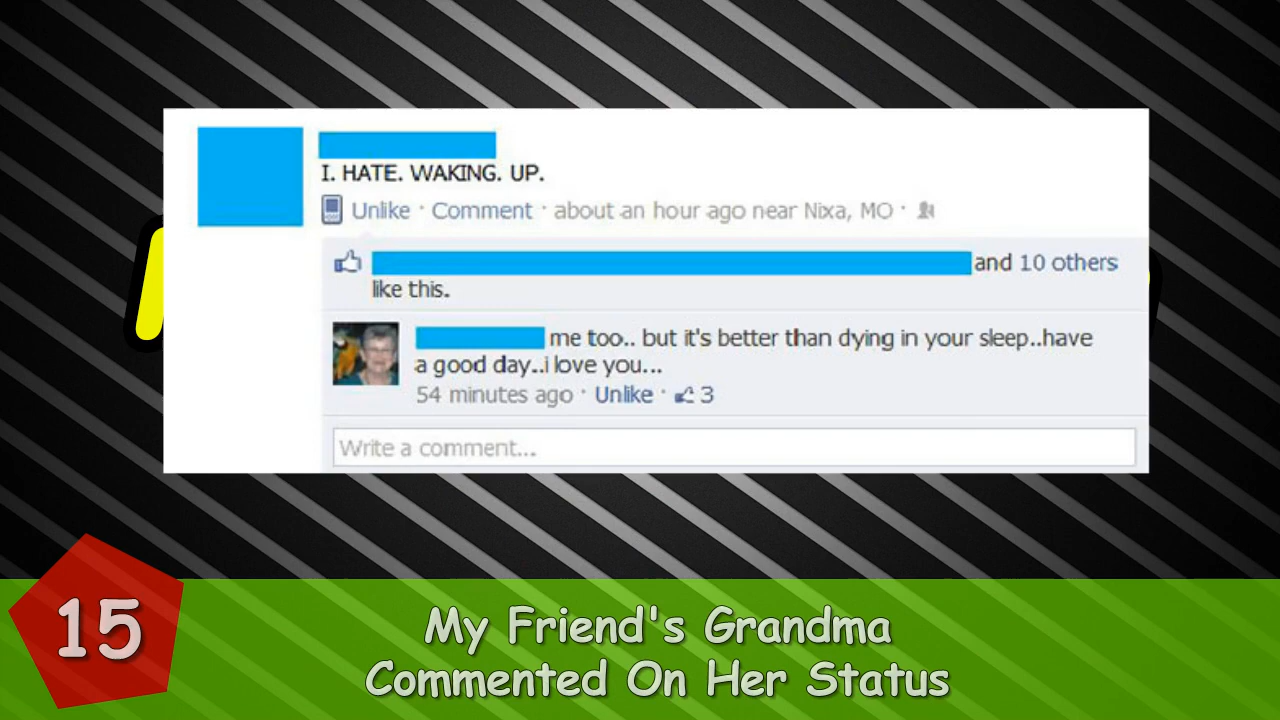 I. HATE. WAKING. UP.
Unlike · Comment · about an hour ago near Nixa, MO ·
and 10 others
like this.
me too.. but it's better than dying in your sleep..have
a good day..i love you...
54 minutes ago · Unlike · 3
Write a comment...
15
My Friend's Grandma
Commented On Her Status